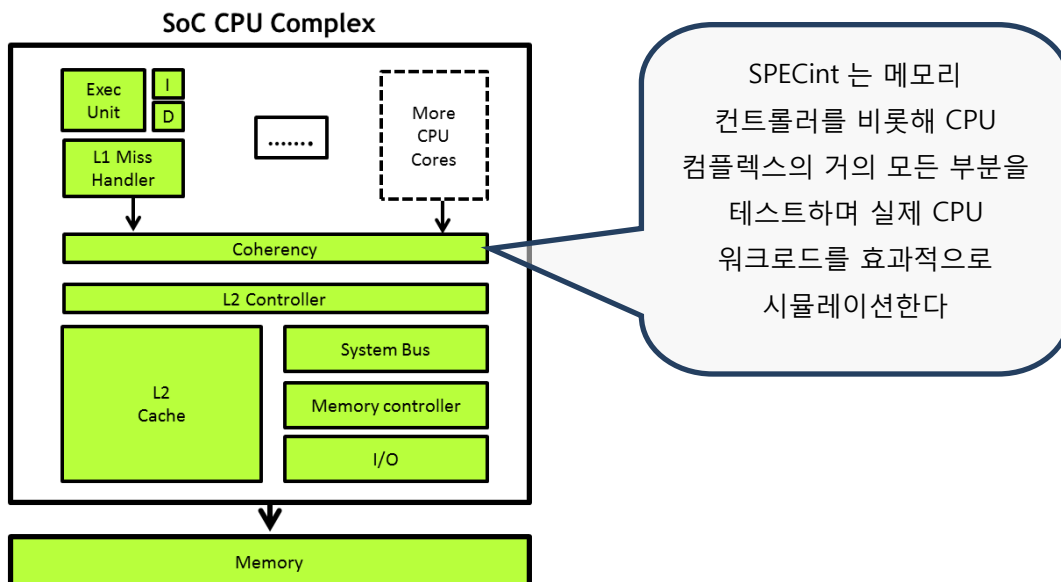 SoC CPU Complex
Exec
Unit
I
D
L1 Miss
Handler
.......
More
CPU
Cores
Coherency
L2 Controller
L2
Cache
System Bus
Memory controller
I/O
Memory
SPECint 는 메모리
컨트롤러를 비롯해 CPU
컴플렉스의 거의 모든 부분을
테스트하며 실제 CPU
워크로드를 효과적으로
시뮬레이션한다